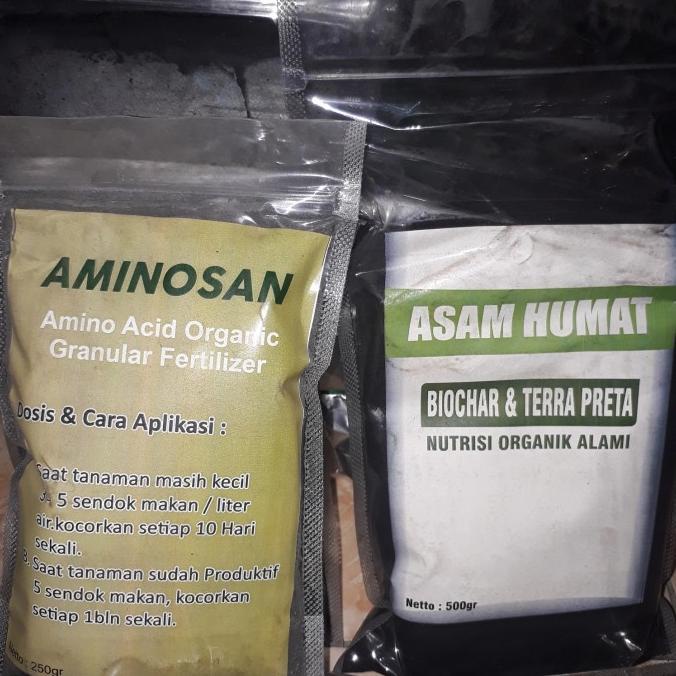 AMINOSAN
Amino Acid Organic
Granular Fertilizer
Dosis & Cara Aplikasi :
Saat tanaman masih kecil
5 sendok makan / liter
air.kocorkan setiap 10 Hari
sekali.
B. Saat tanaman sudah Produktif
5 sendok makan, kocorkan
setiap 1bln sekali.
Netto : 250gr
ASAM HUMAT
BIOCHAR & TERRA PRETA
NUTRISI ORGANIK ALAMI
Netto : 500gr